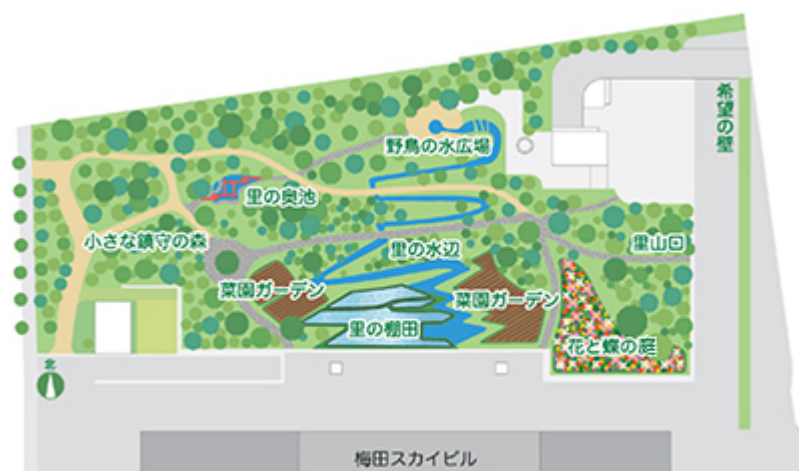 希望の壁
野鳥の水広場
里の奥池
小さな鎮守の森
里の水辺
里山口
菜園ガーデン
菜園ガーデン
里の棚田
花と蝶の庭
北
梅田スカイビル